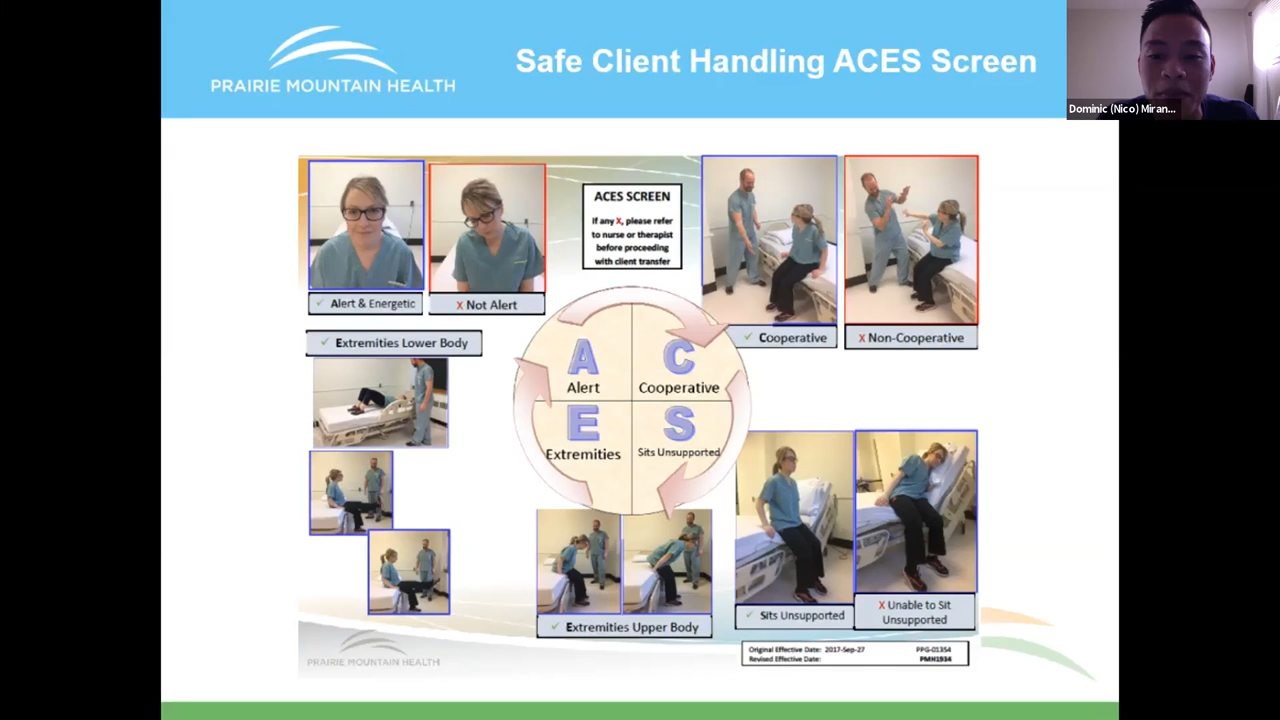 PRAIRIE MOUNTAIN HEALTH
Safe Client Handling ACES Screen
Dominic (Nico) Miran...
ACES SCREEN
If any X, please refer
to nurse or therapist
before proceeding
with client transfer
✓ Alert & Energetic
X Not Alert
✓ Cooperative
X Non-Cooperative
✓ Extremities Lower Body
A
Alert
C
Cooperative
E
Extremities
S
Sits Unsupported
✓ Extremities Upper Body
✓ Sits Unsupported
X Unable to Sit
Unsupported
PRAIRIE MOUNTAIN HEALTH
Original Effective Date: 2017-Sep-27 PPG-01354
Revised Effective Date: PMH1934